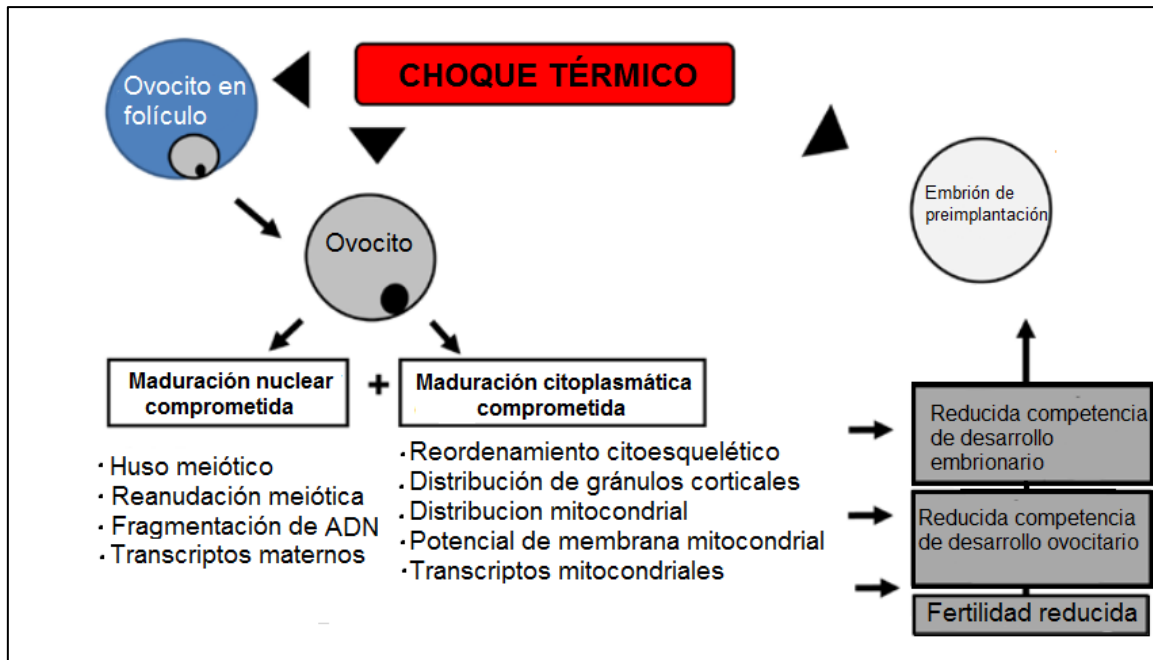 CHOQUE TÉRMICO
Ovocito en
folículo
Ovocito
Embrión de
preimplantación
Maduración nuclear
comprometida
+
Maduración citoplasmática
comprometida
· Huso meiótico
· Reanudación meiótica
· Fragmentación de ADN
· Transcriptos maternos
· Reordenamiento citoesquelético
· Distribución de gránulos corticales
· Distribucion mitocondrial
· Potencial de membrana mitocondrial
· Transcriptos mitocondriales
Reducida competencia
de desarrollo
embrionario
Reducida competencia
de desarrollo ovocitario
Fertilidad reducida